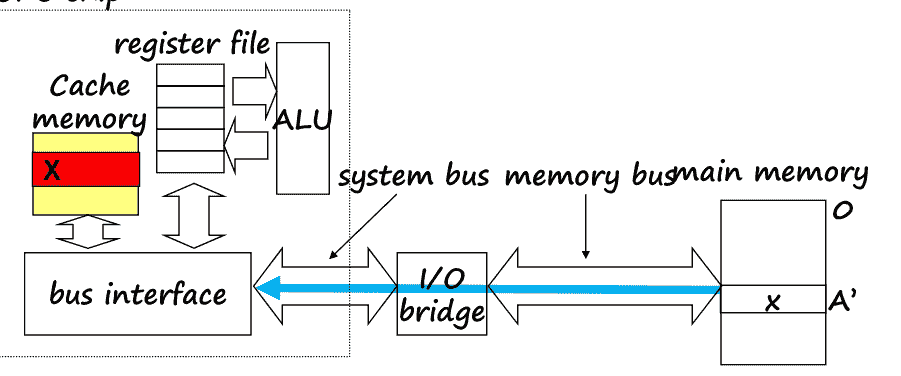 register file
Cache
memory
ALU
X
system bus
memory bus
main memory
0
I/O
bridge
bus interface
x
A'